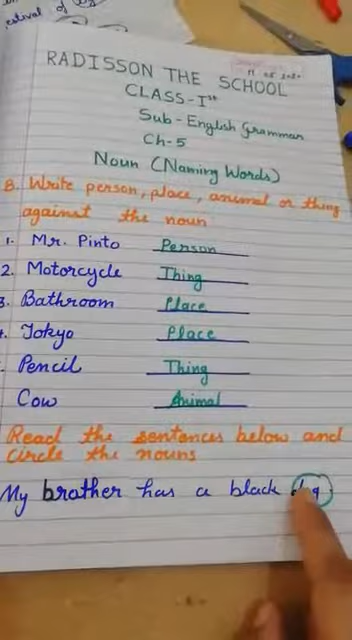 RADISSON THE SCHOOL
CLASS-Ist
Sub-English Grammar
Ch-5
Noun (Naming Words)
B. Write person, place, animal or thing
against the noun
1. Mr. Pinto Person
2. Motorcycle Thing
3. Bathroom Place
. Tokyo Place
. Pencil Thing
Cow Animal
Read the sentences below and
circle the nouns
My brather has a black